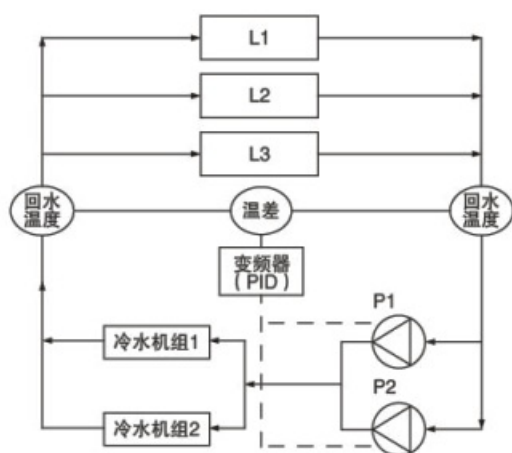 L1
L2
L3
回水
温度
温差
回水
温度
变频器
(PID)
P1
冷水机组1
P2
冷水机组2